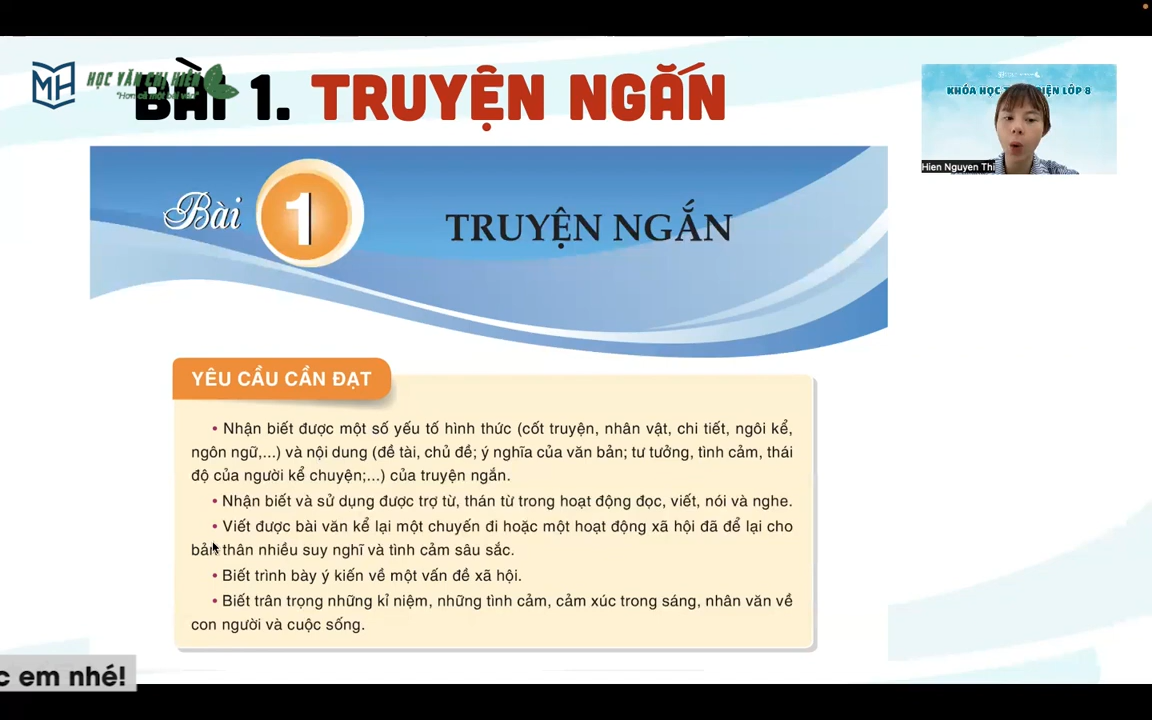 MH
HỌC VĂN CHỊ HIÊN
BÀI 1. TRUYỆN NGẮN
KHÓA HỌC
ĐIỆN LỚP 8
Hien Nguyen Thi
Bài 1
TRUYỆN NGẮN
YÊU CẦU CẦN ĐẠT
• Nhận biết được một số yếu tố hình thức (cốt truyện, nhân vật, chi tiết, ngôi kể,
ngôn ngữ,...) và nội dung (đề tài, chủ đề; ý nghĩa của văn bản; tư tưởng, tình cảm, thái
độ của người kể chuyện;...) của truyện ngắn.
• Nhận biết và sử dụng được trợ từ, thán từ trong hoạt động đọc, viết, nói và nghe.
• Viết được bài văn kể lại một chuyến đi hoặc một hoạt động xã hội đã để lại cho
bản thân nhiều suy nghĩ và tình cảm sâu sắc.
• Biết trình bày ý kiến về một vấn đề xã hội.
• Biết trân trọng những kỉ niệm, những tình cảm, cảm xúc trong sáng, nhân văn về
con người và cuộc sống.
c em nhé!